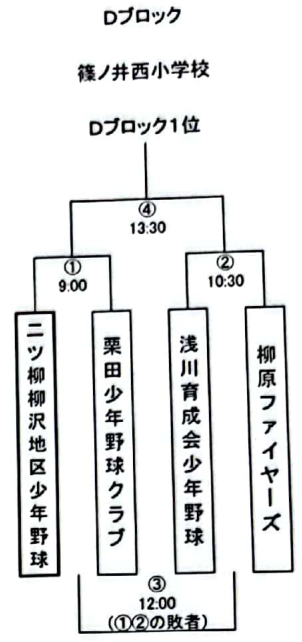 Dブロック
篠ノ井西小学校
Dブロック1位
④
13:30
①
9:00
②
10:30
二ツ柳柳沢地区少年野球
栗田少年野球クラブ
浅川育成会少年野球
柳原ファイヤーズ
③
12:00
(①②の敗者)